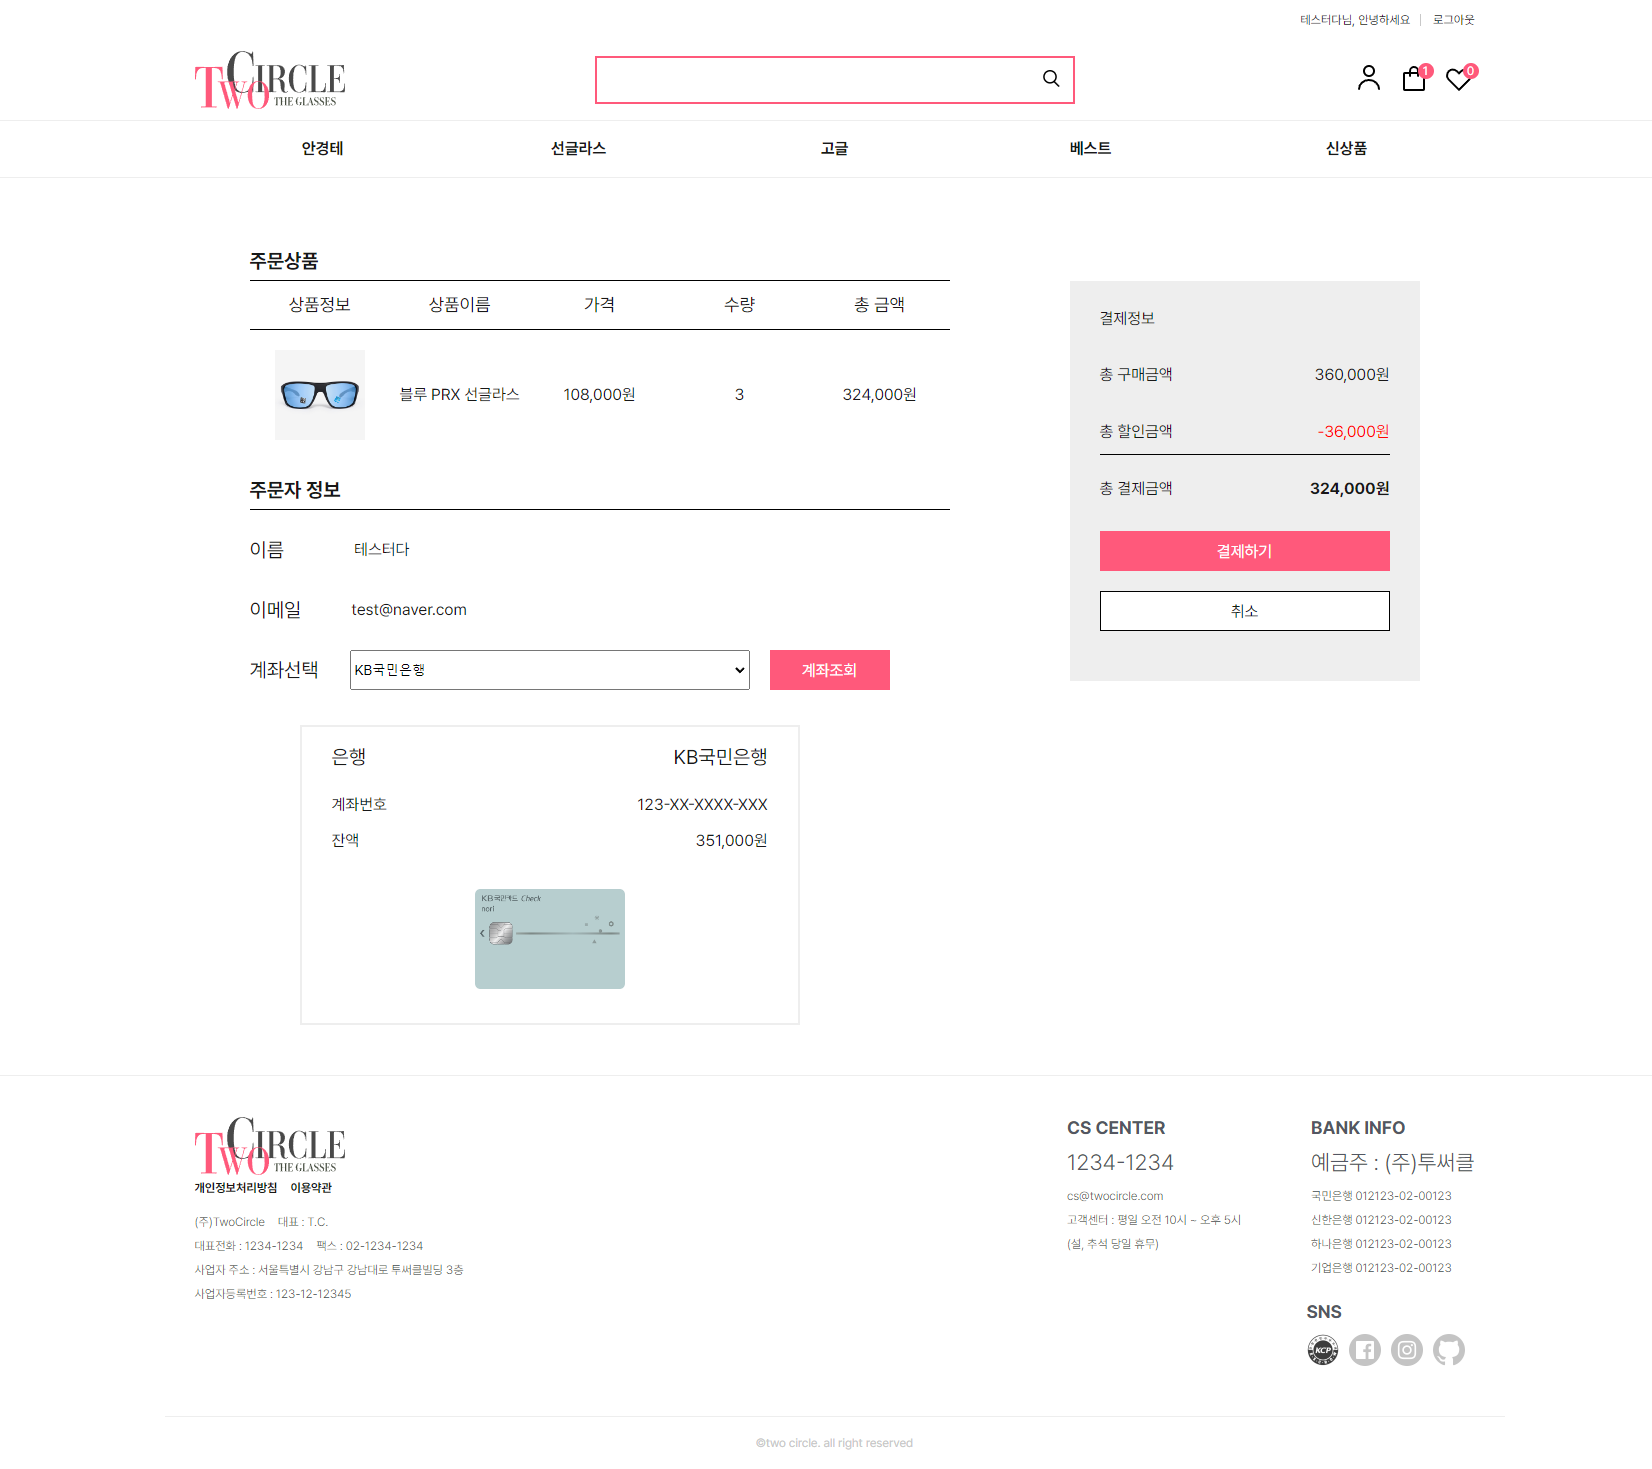 테스터다님, 안녕하세요 | 로그아웃
TWO CIRCLE
THE GLASSES
1
0
안경테 선글라스 고글 베스트 신상품
주문상품
상품정보 상품이름 가격 수량 총 금액
블루 PRX 선글라스 108,000원 3 324,000원
결제정보
총 구매금액 360,000원
총 할인금액 -36,000원
총 결제금액 324,000원
결제하기
취소
주문자 정보
이름 테스터다
이메일 test@naver.com
계좌선택 KB국민은행 계좌조회
은행 KB국민은행
계좌번호 123-XX-XXXX-XXX
잔액 351,000원
KB국민카드 Check
nori
TWO CIRCLE
THE GLASSES
개인정보처리방침 이용약관
(주)TwoCircle 대표 : T.C.
대표전화 : 1234-1234 팩스 : 02-1234-1234
사업자 주소 : 서울특별시 강남구 강남대로 투써클빌딩 3층
사업자등록번호 : 123-12-12345
CS CENTER
1234-1234
cs@twocircle.com
고객센터 : 평일 오전 10시 ~ 오후 5시
(설, 추석 당일 휴무)
BANK INFO
예금주 : (주)투써클
국민은행 012123-02-00123
신한은행 012123-02-00123
하나은행 012123-02-00123
기업은행 012123-02-00123
SNS
KCP
©two circle. all right reserved